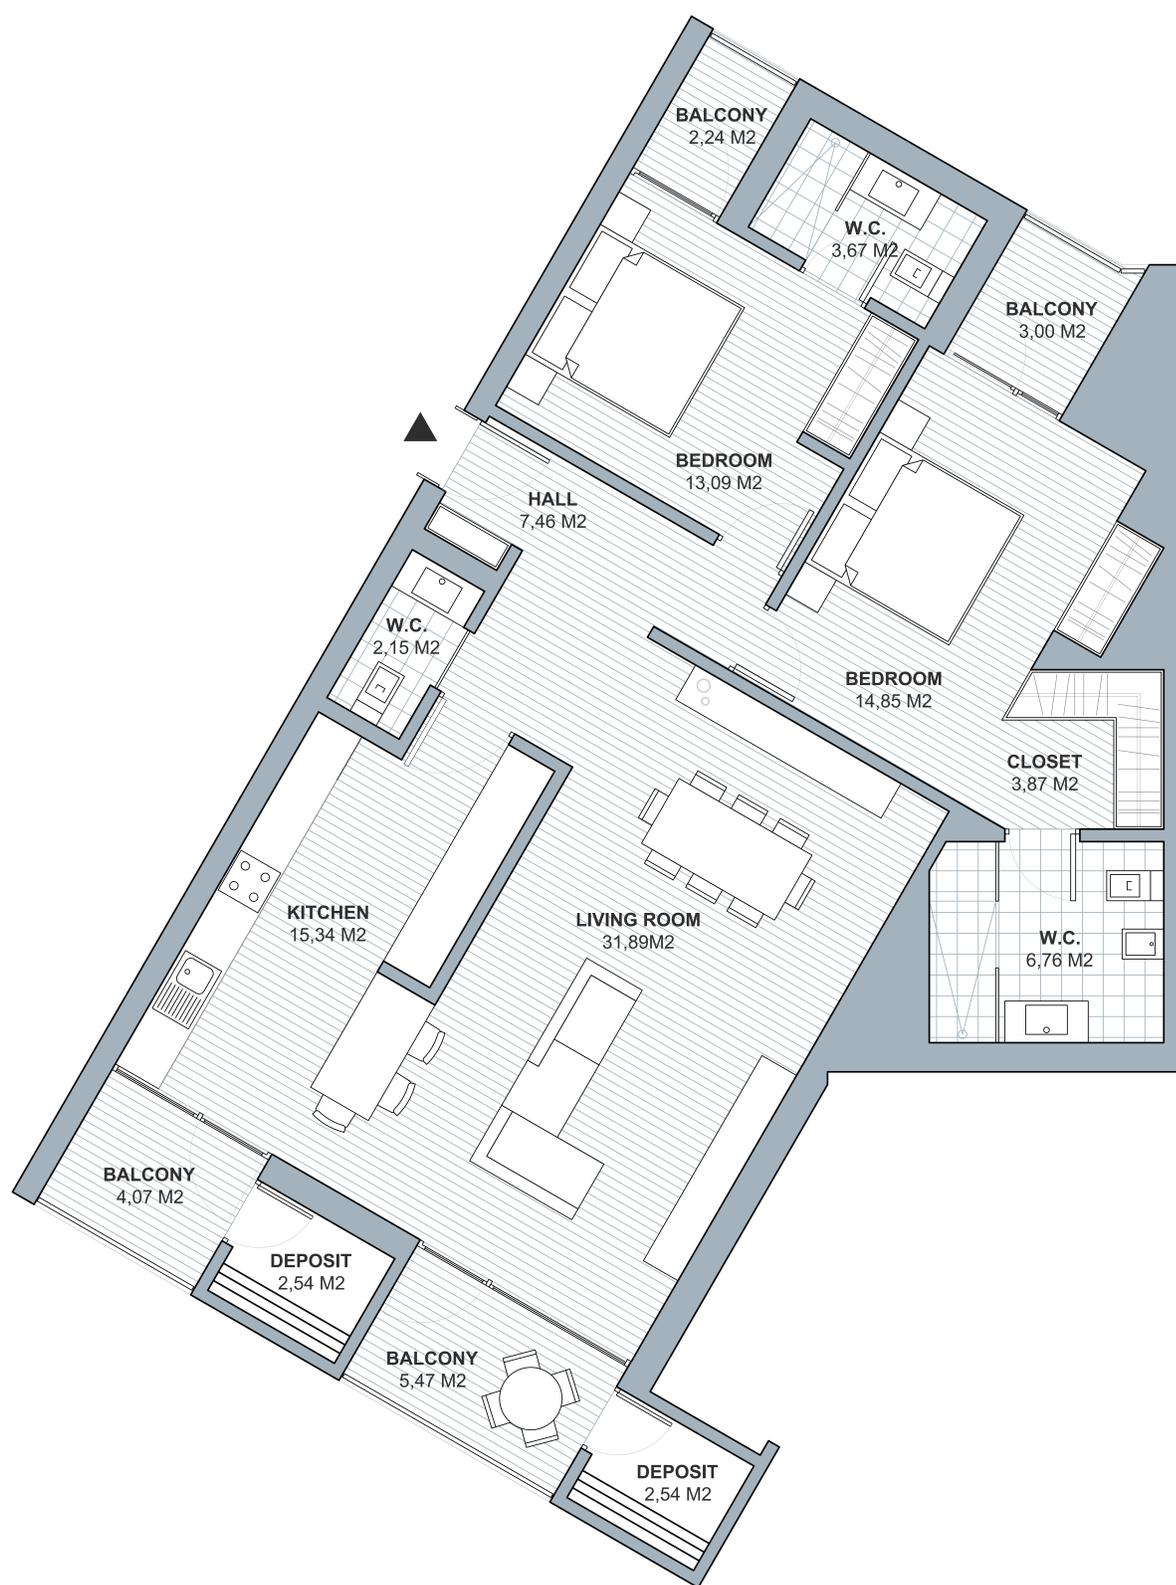 BALCONY
2,24 M2
W.C.
3,67 M2
BALCONY
3,00 M2
BEDROOM
13,09 M2
HALL
7,46 M2
W.C.
2,15 M2
BEDROOM
14,85 M2
CLOSET
3,87 M2
KITCHEN
15,34 M2
LIVING ROOM
31,89M2
W.C.
6,76 M2
BALCONY
4,07 M2
DEPOSIT
2,54 M2
BALCONY
5,47 M2
DEPOSIT
2,54 M2